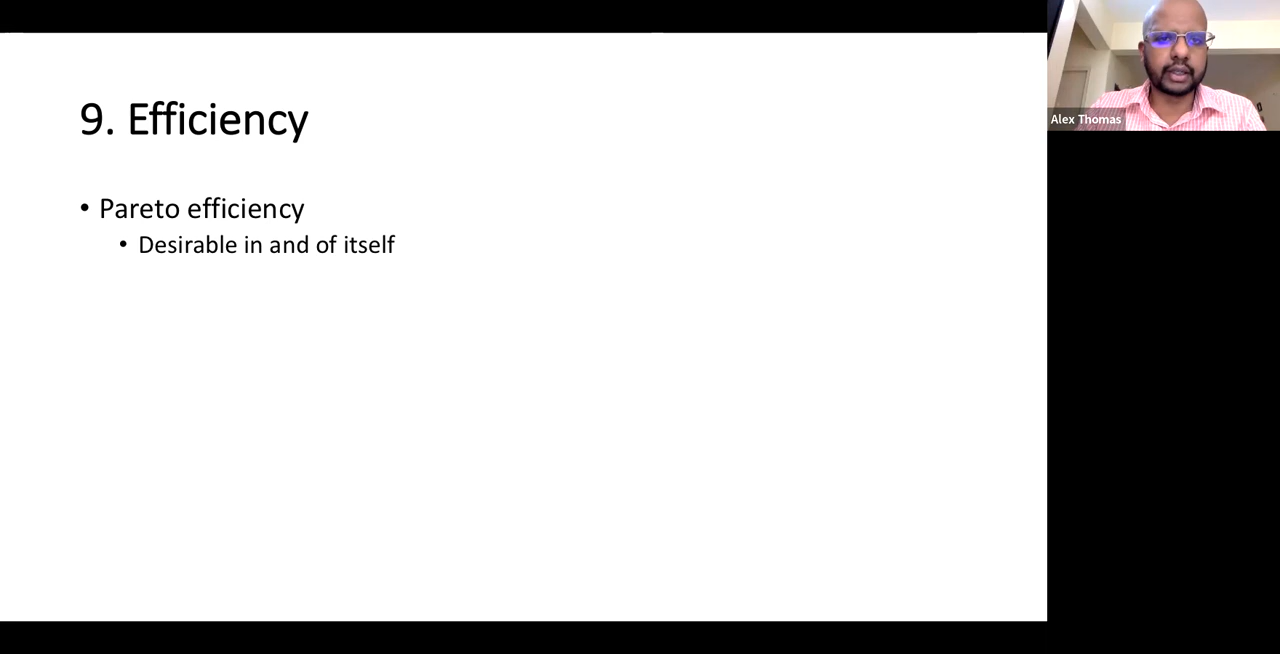 9. Efficiency
• Pareto efficiency
• Desirable in and of itself
Alex Thomas